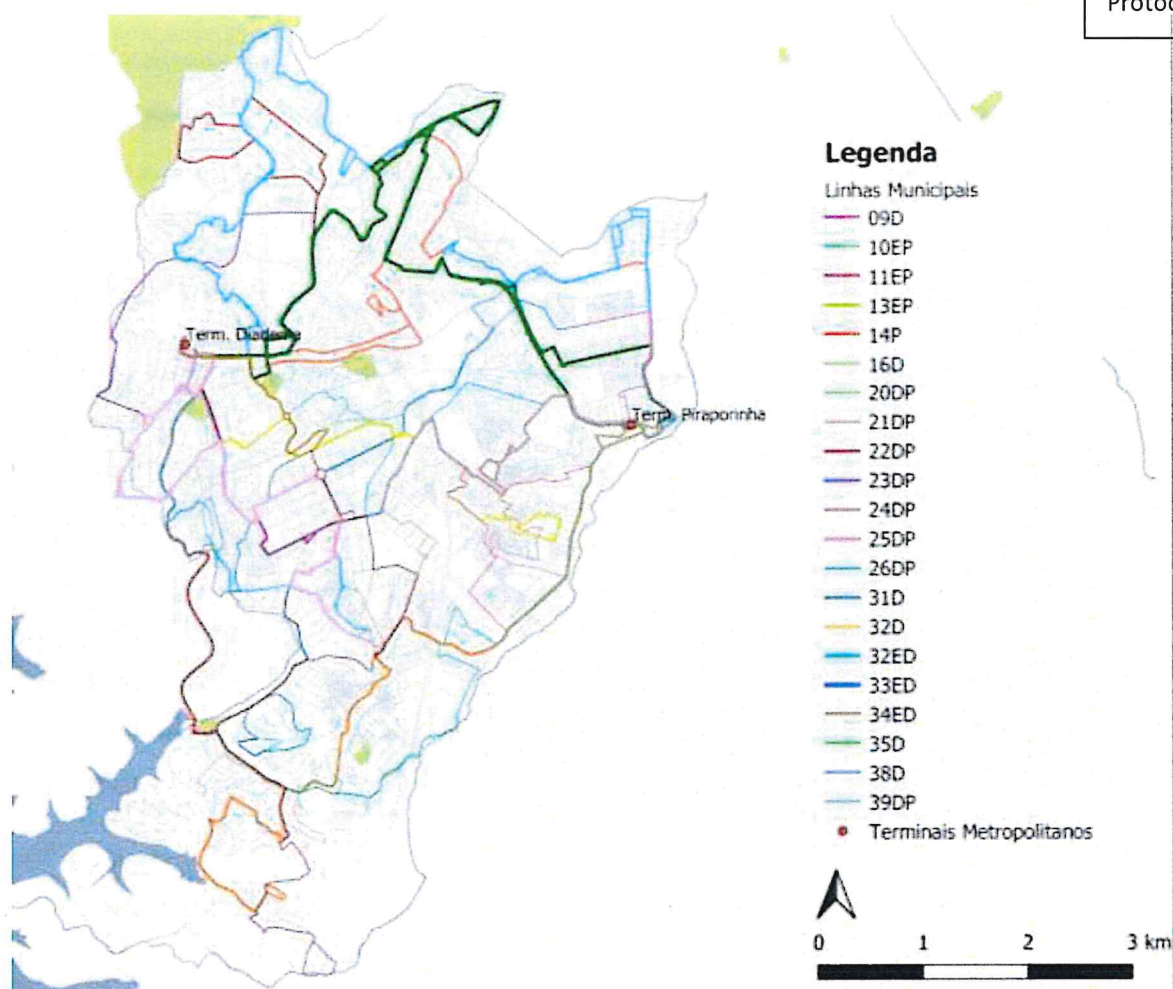 Protoc
Term. Diadema
Term. Piraporinha
Legenda
Linhas Municipais
09D
10EP
11EP
13EP
14P
16D
20DP
21DP
22DP
23DP
24DP
25DP
26DP
31D
32D
32ED
33ED
34ED
35D
38D
39DP
Terminais Metropolitanos
0
1
2
3 km